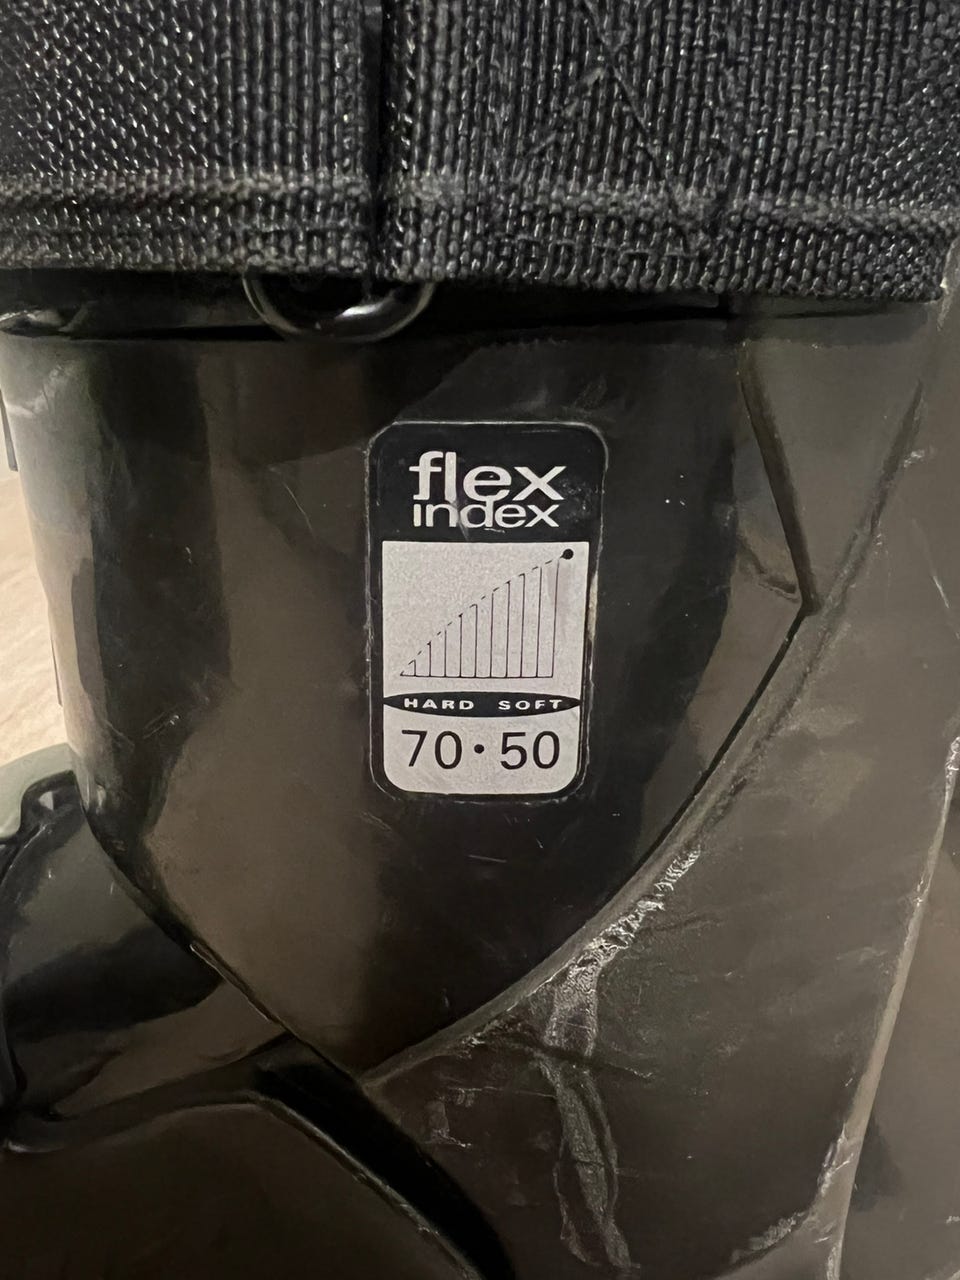 flex
index
HARD SOFT
70·50